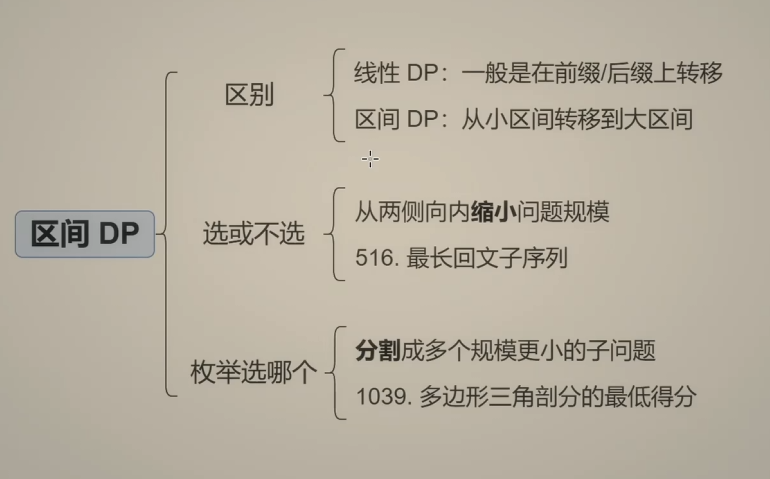 区间 DP
区别
线性 DP：一般是在前缀/后缀上转移
区间 DP：从小区间转移到大区间
选或不选
从两侧向内缩小问题规模
516. 最长回文子序列
枚举选哪个
分割成多个规模更小的子问题
1039. 多边形三角剖分的最低得分